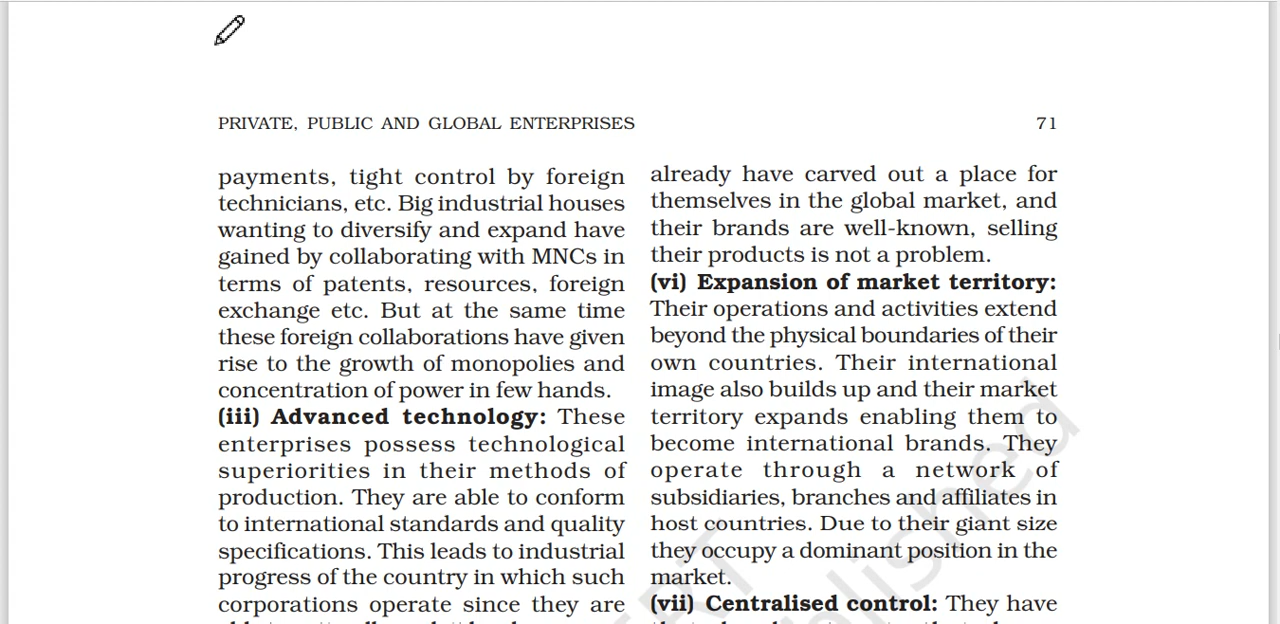 PRIVATE, PUBLIC AND GLOBAL ENTERPRISES 71
payments, tight control by foreign
technicians, etc. Big industrial houses
wanting to diversify and expand have
gained by collaborating with MNCs in
terms of patents, resources, foreign
exchange etc. But at the same time
these foreign collaborations have given
rise to the growth of monopolies and
concentration of power in few hands.
(iii) Advanced technology: These
enterprises possess technological
superiorities in their methods of
production. They are able to conform
to international standards and quality
specifications. This leads to industrial
progress of the country in which such
corporations operate since they are
already have carved out a place for
themselves in the global market, and
their brands are well-known, selling
their products is not a problem.
(vi) Expansion of market territory:
Their operations and activities extend
beyond the physical boundaries of their
own countries. Their international
image also builds up and their market
territory expands enabling them to
become international brands. They
operate through a network of
subsidiaries, branches and affiliates in
host countries. Due to their giant size
they occupy a dominant position in the
market.
(vii) Centralised control: They have